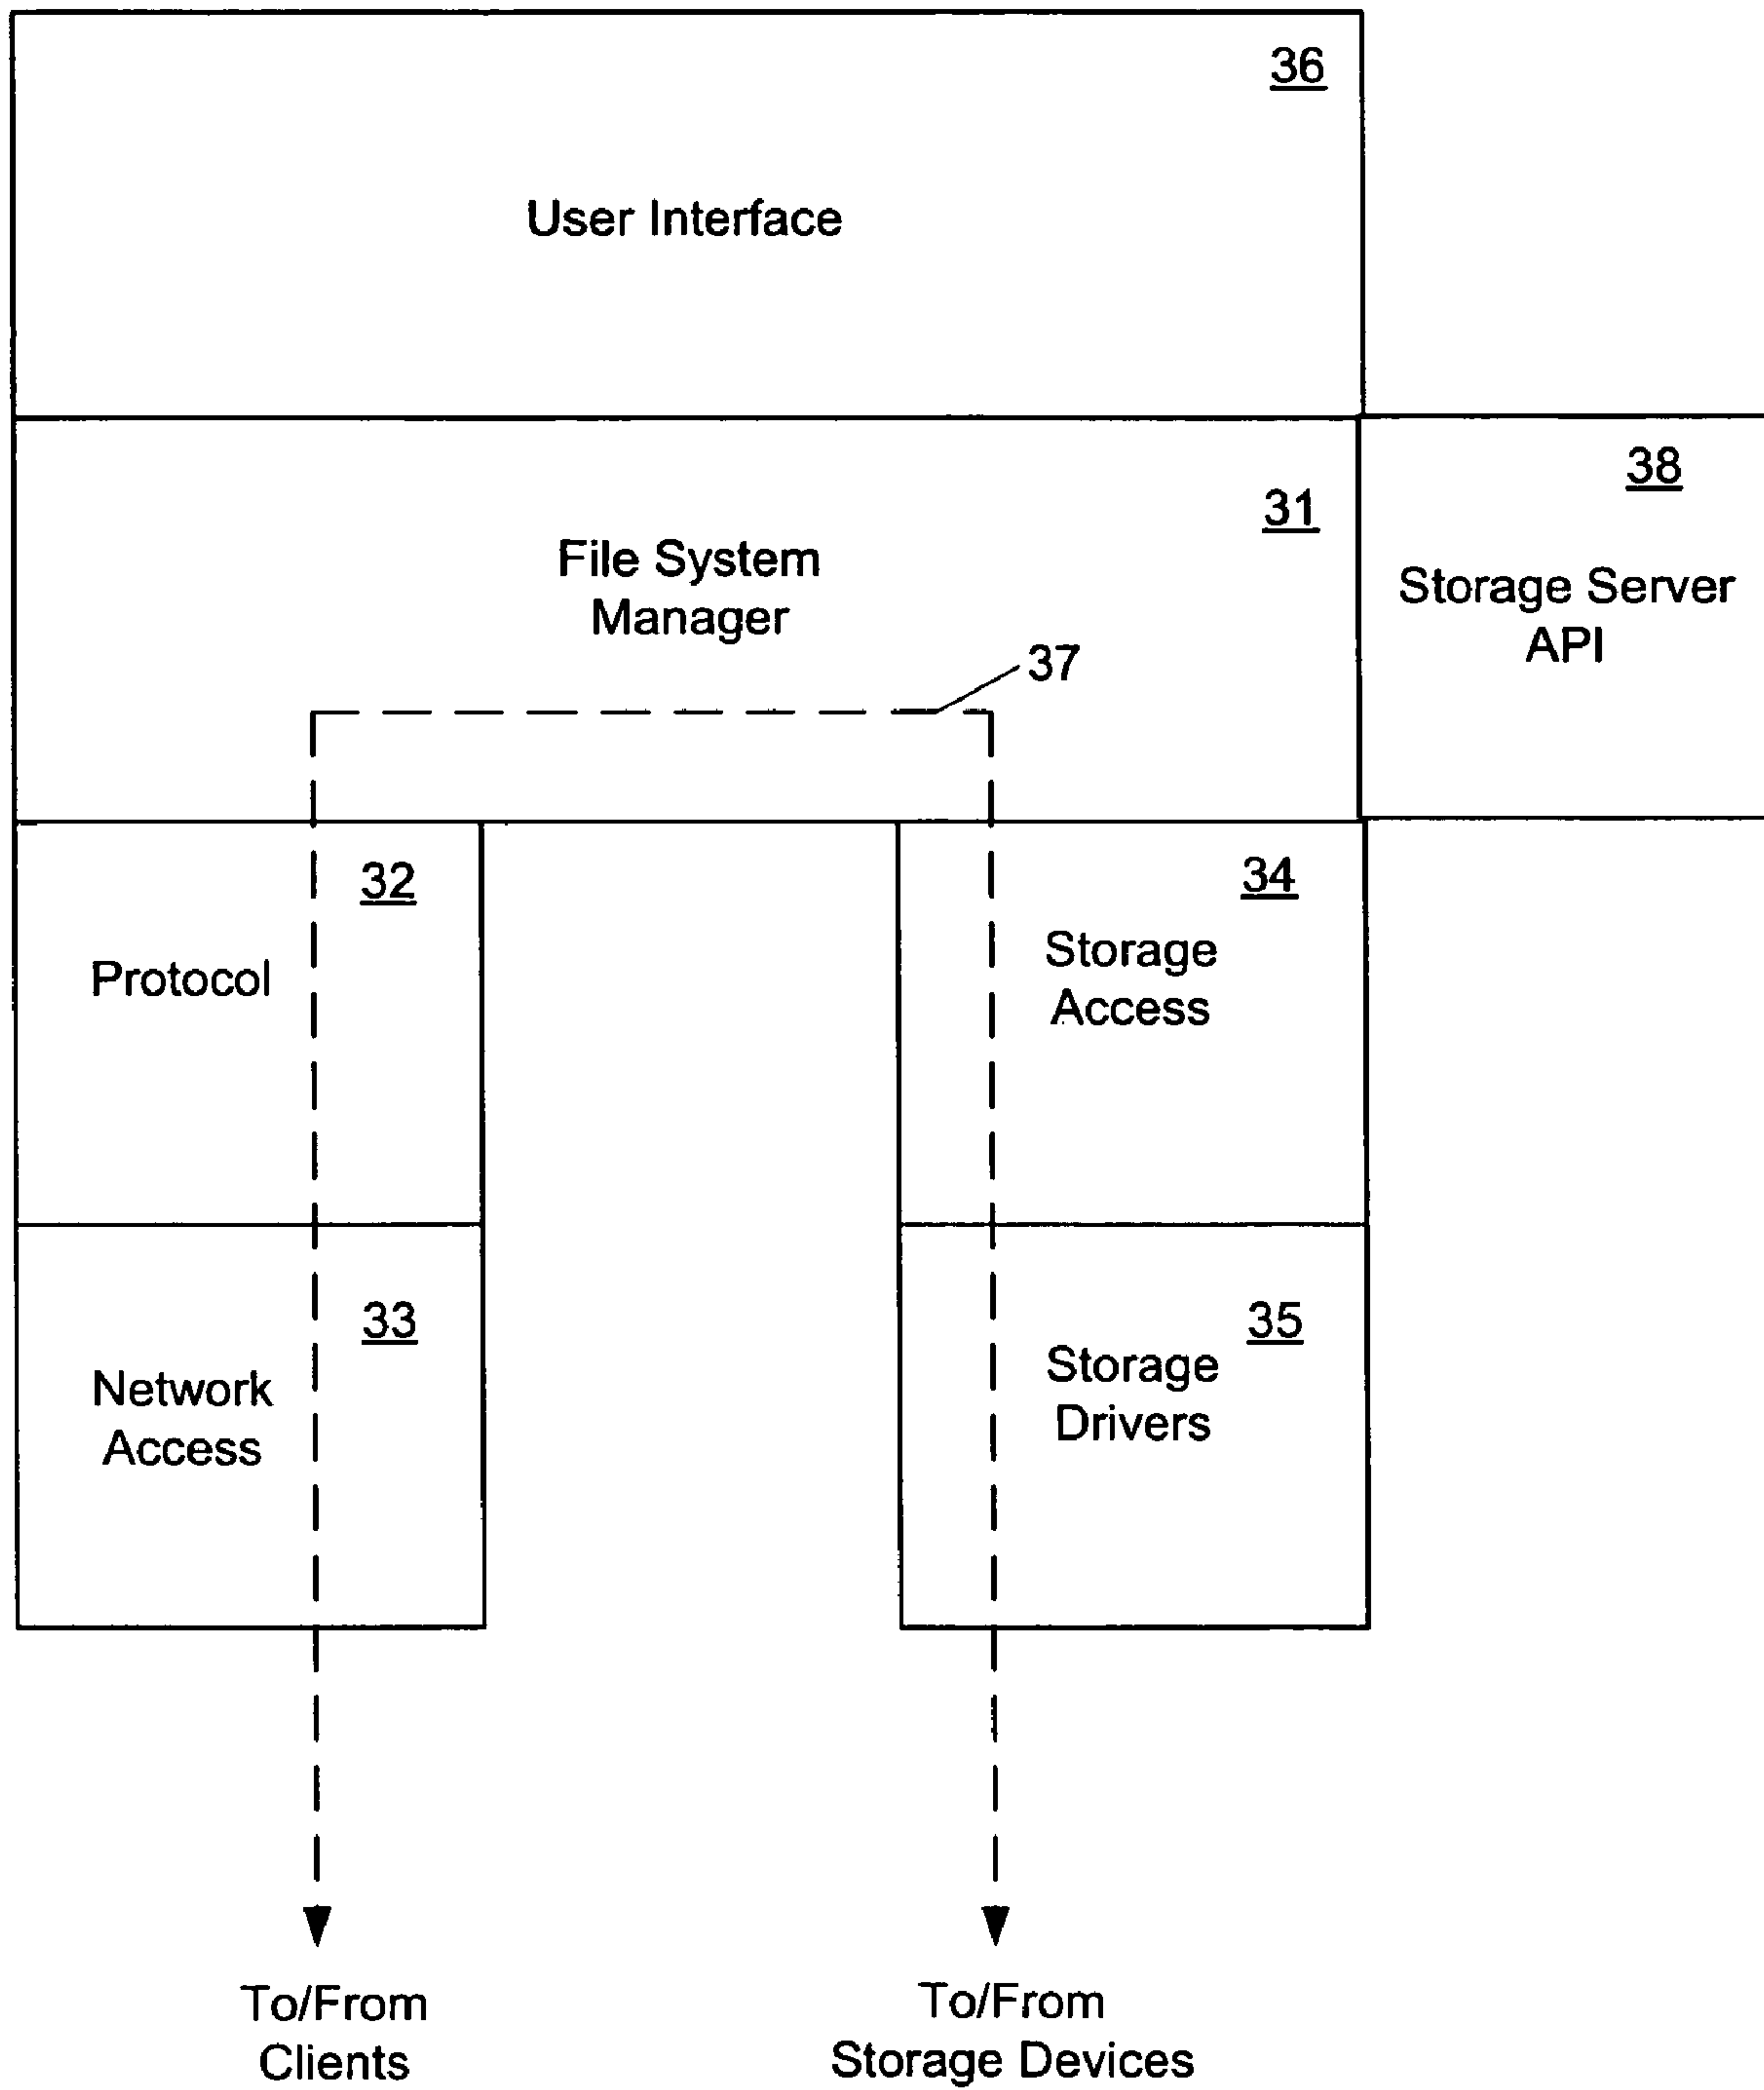 36
User Interface
38
31
File System
Manager
Storage Server
API
37
32
Protocol
34
Storage
Access
33
Network
Access
35
Storage
Drivers
To/From
Clients
To/From
Storage Devices